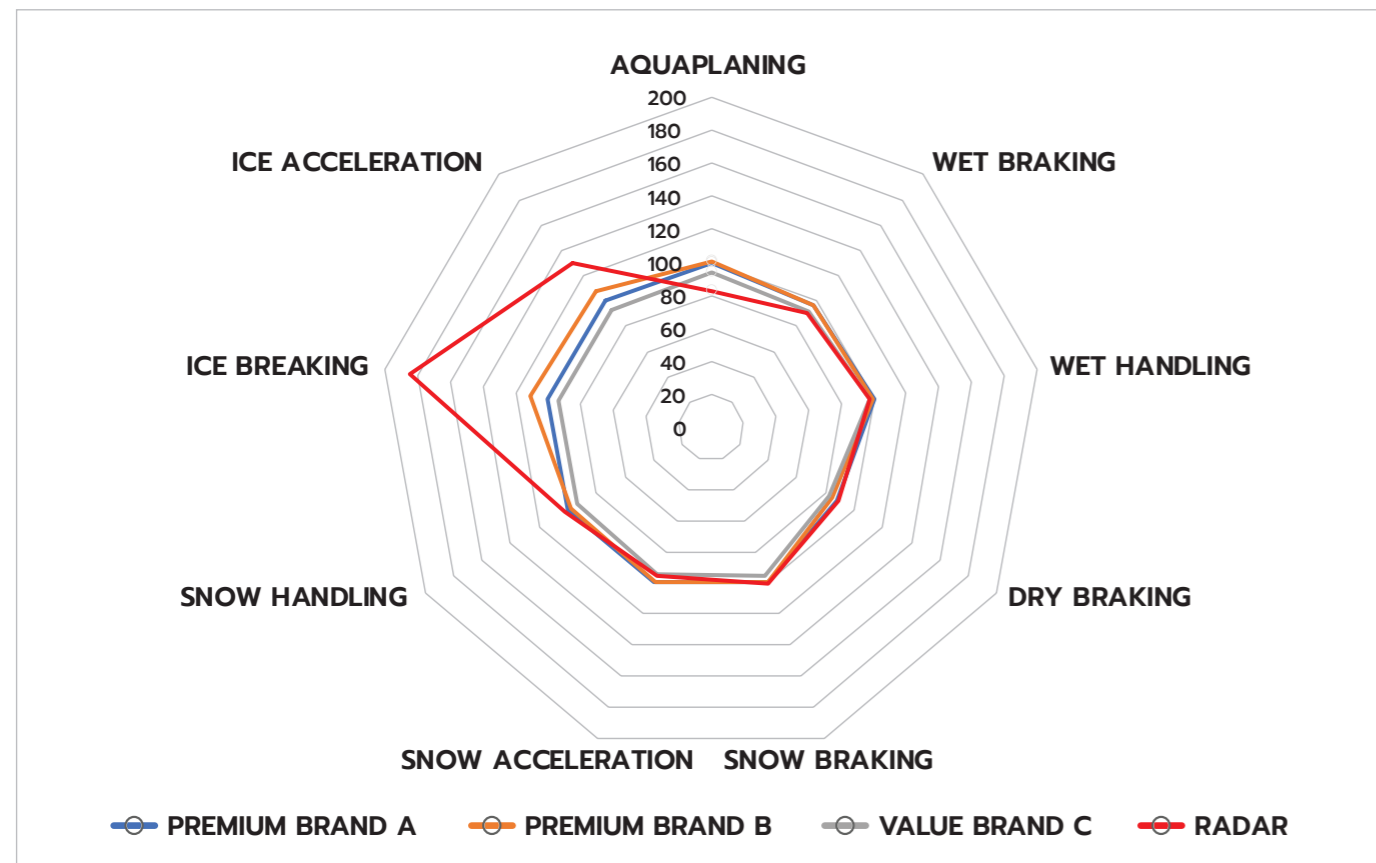 AQUAPLANING
200
180
160
140
120
100
80
60
40
20
0
ICE ACCELERATION
WET BRAKING
ICE BREAKING
WET HANDLING
SNOW HANDLING
DRY BRAKING
SNOW ACCELERATION
SNOW BRAKING
PREMIUM BRAND A
PREMIUM BRAND B
VALUE BRAND C
RADAR